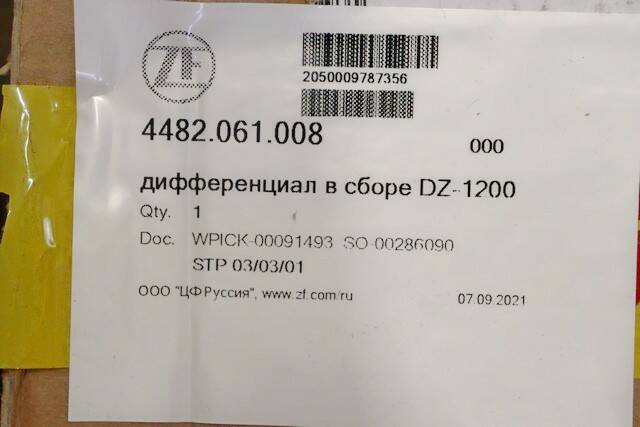 ZF
2050009787356
4482.061.008
000
дифференциал в сборе DZ-1200
Qty. 1
Doc. WPICK-00091493 SO-00286090
STP 03/03/01
ООО "ЦФ Руссия", www.zf.com/ru 07.09.2021